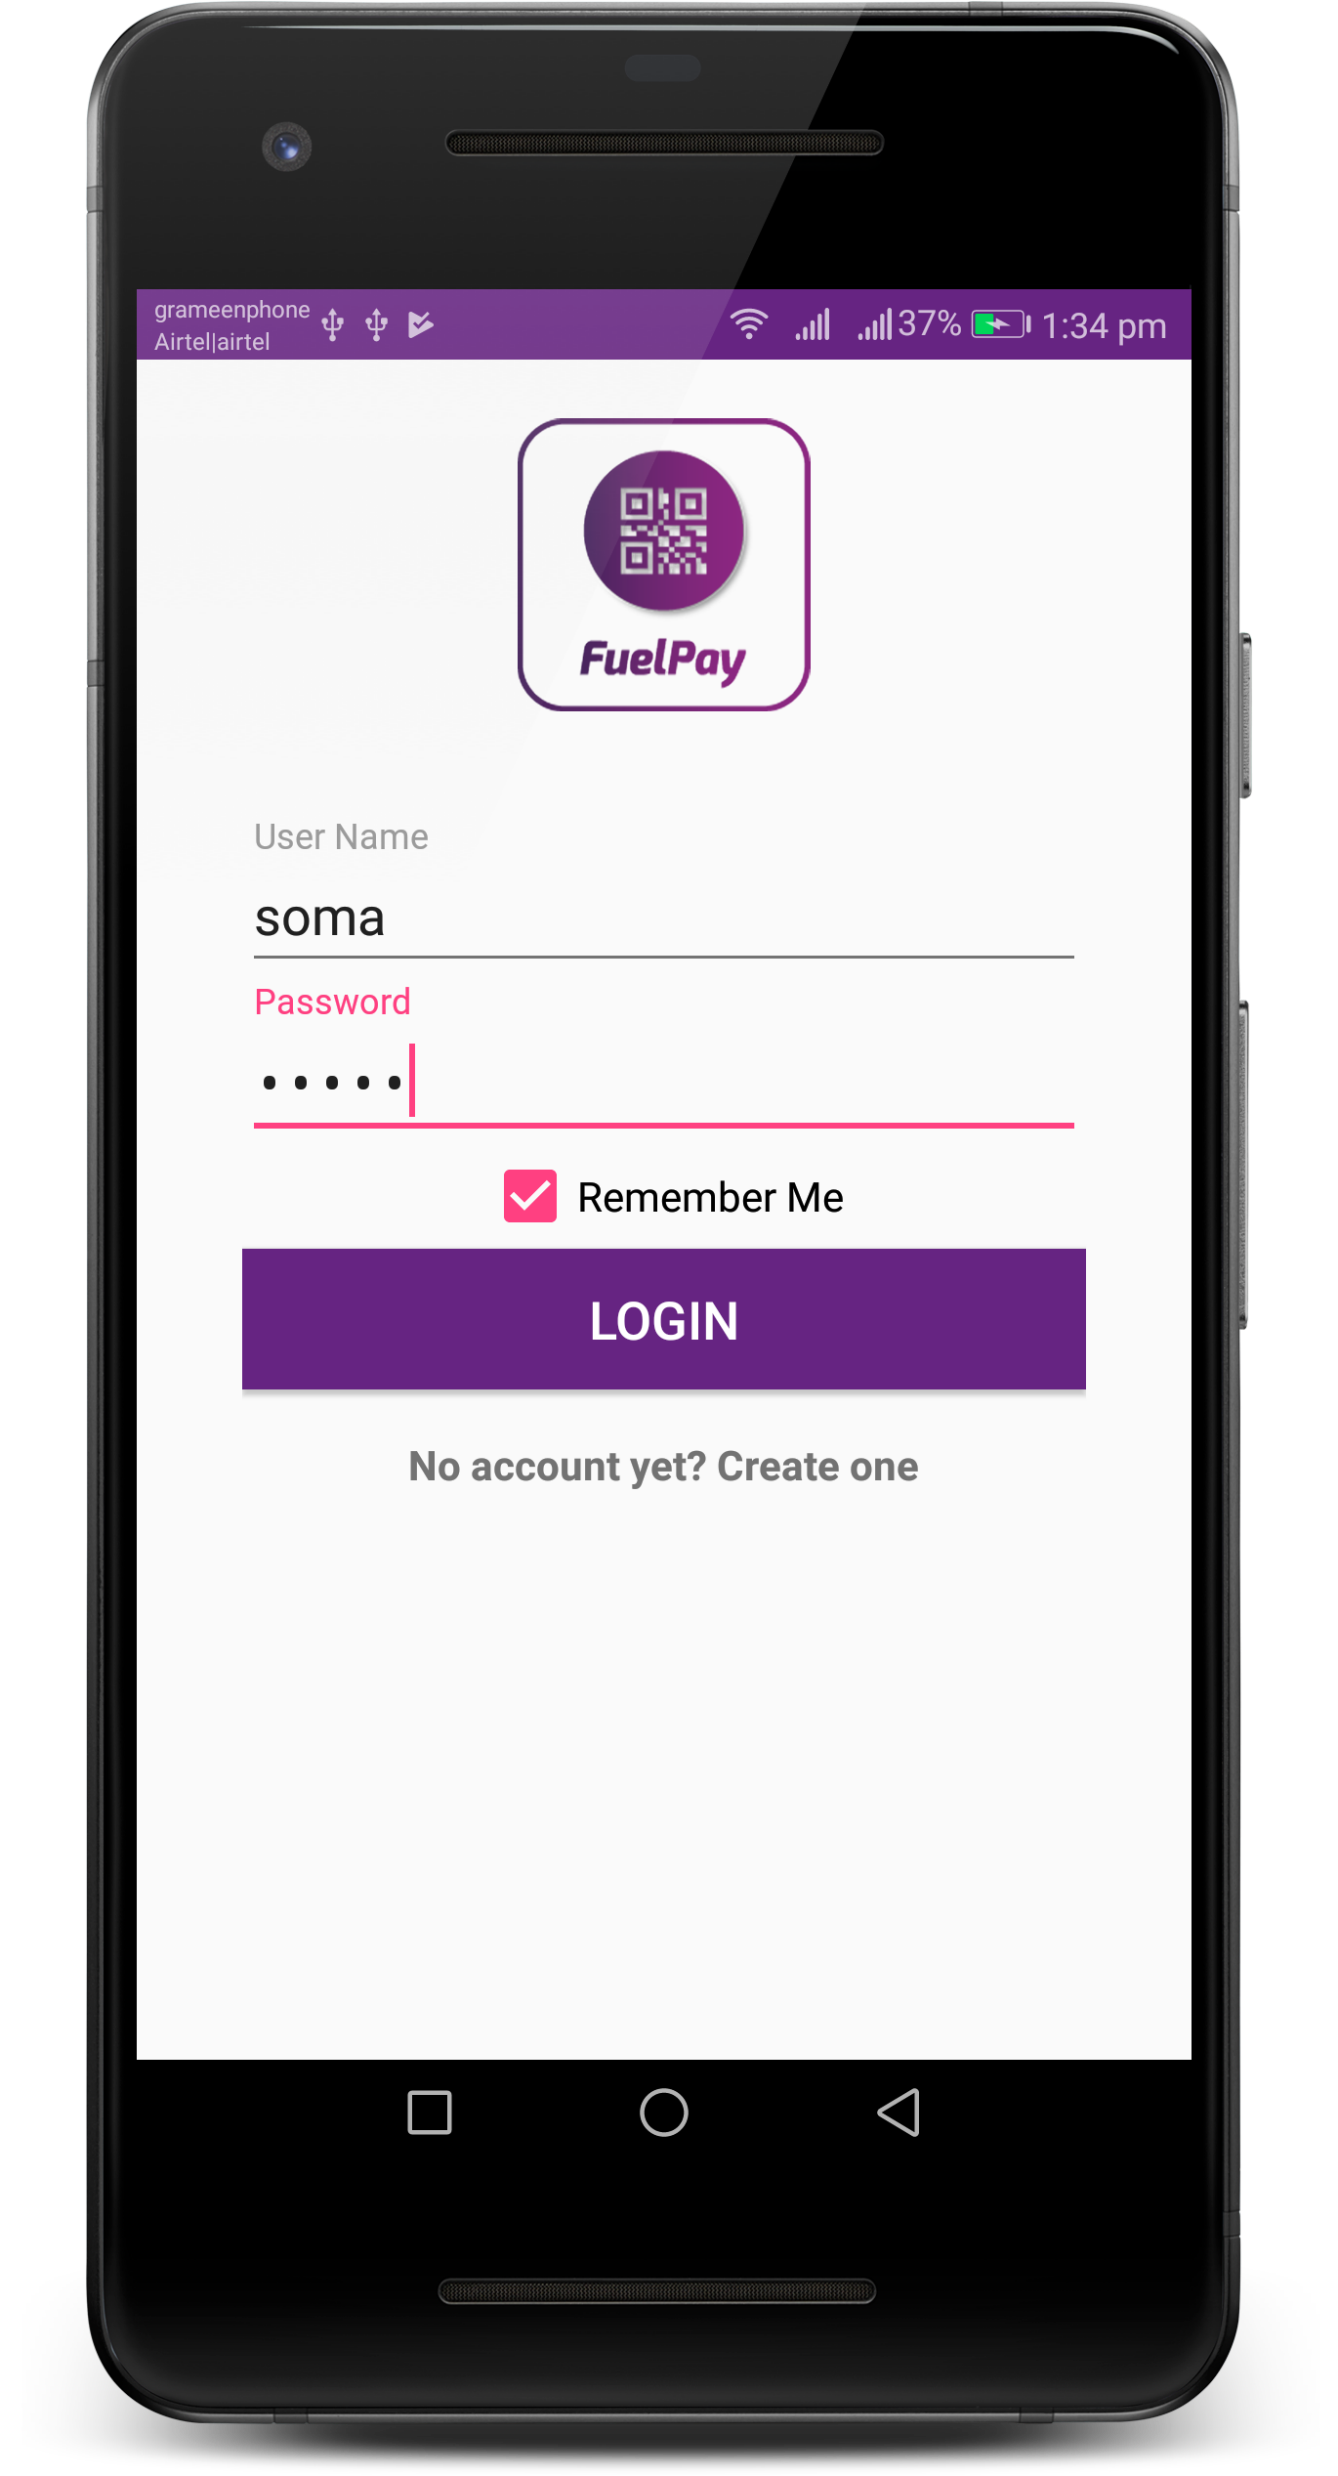 grameenphone
Airtel|airtel
37% 1:34 pm
FuelPay
User Name
soma
Password
•••••
Remember Me
LOGIN
No account yet? Create one